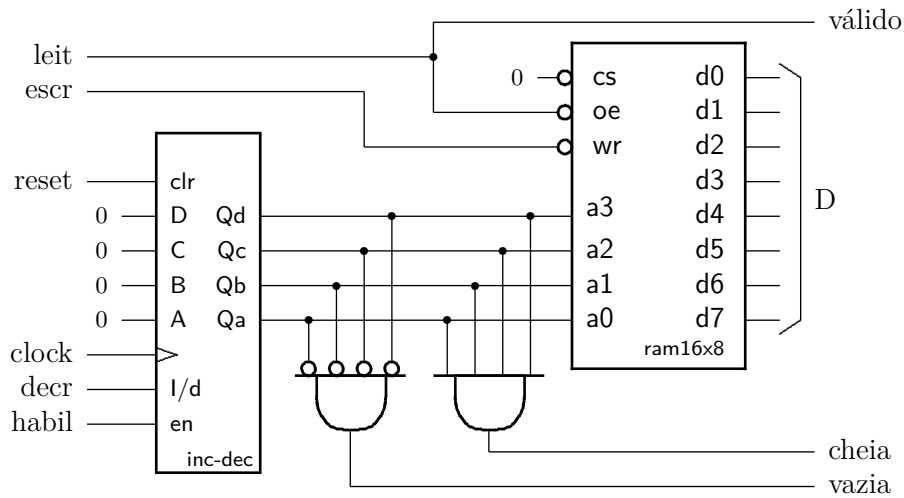 válido
leit
0 cs d0
escr
oe d1
wr d2
reset clr d3
0 D Qd a3 d4 D
0 C Qc a2 d5
0 B Qb a1 d6
0 A Qa a0 d7
clock ram16x8
decr I/d
habil en
inc-dec cheia
vazia